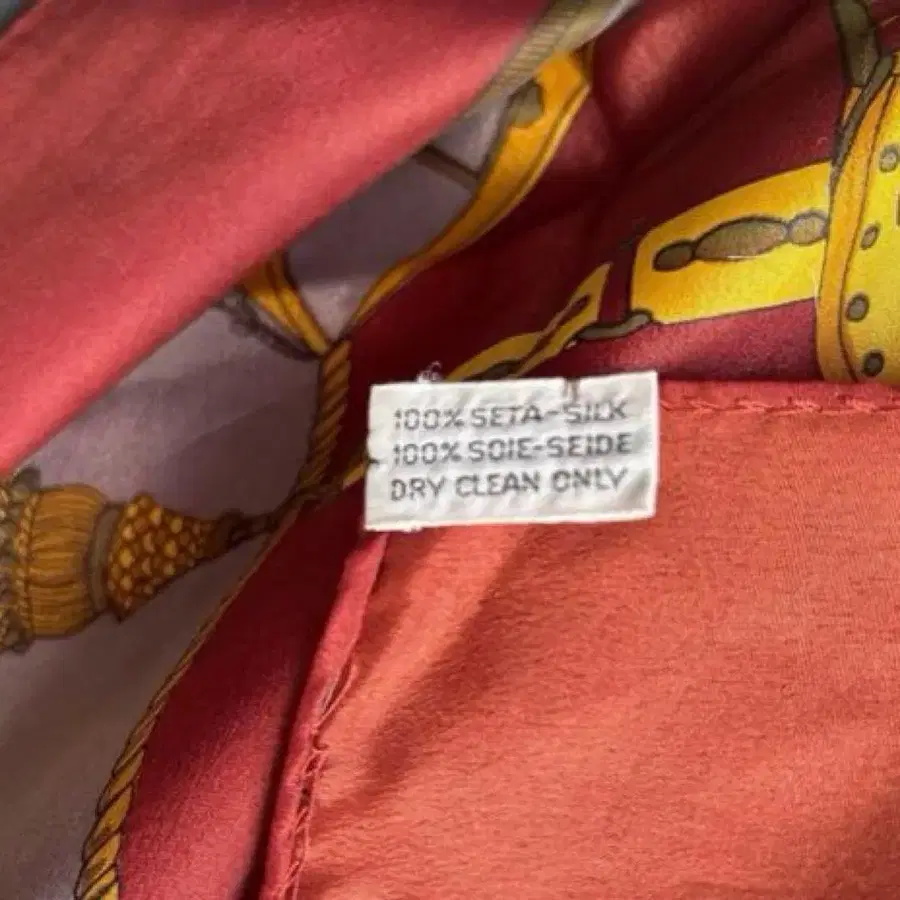 100% SETA-SILK
100% SOIE-SEIDE
DRY CLEAN ONLY